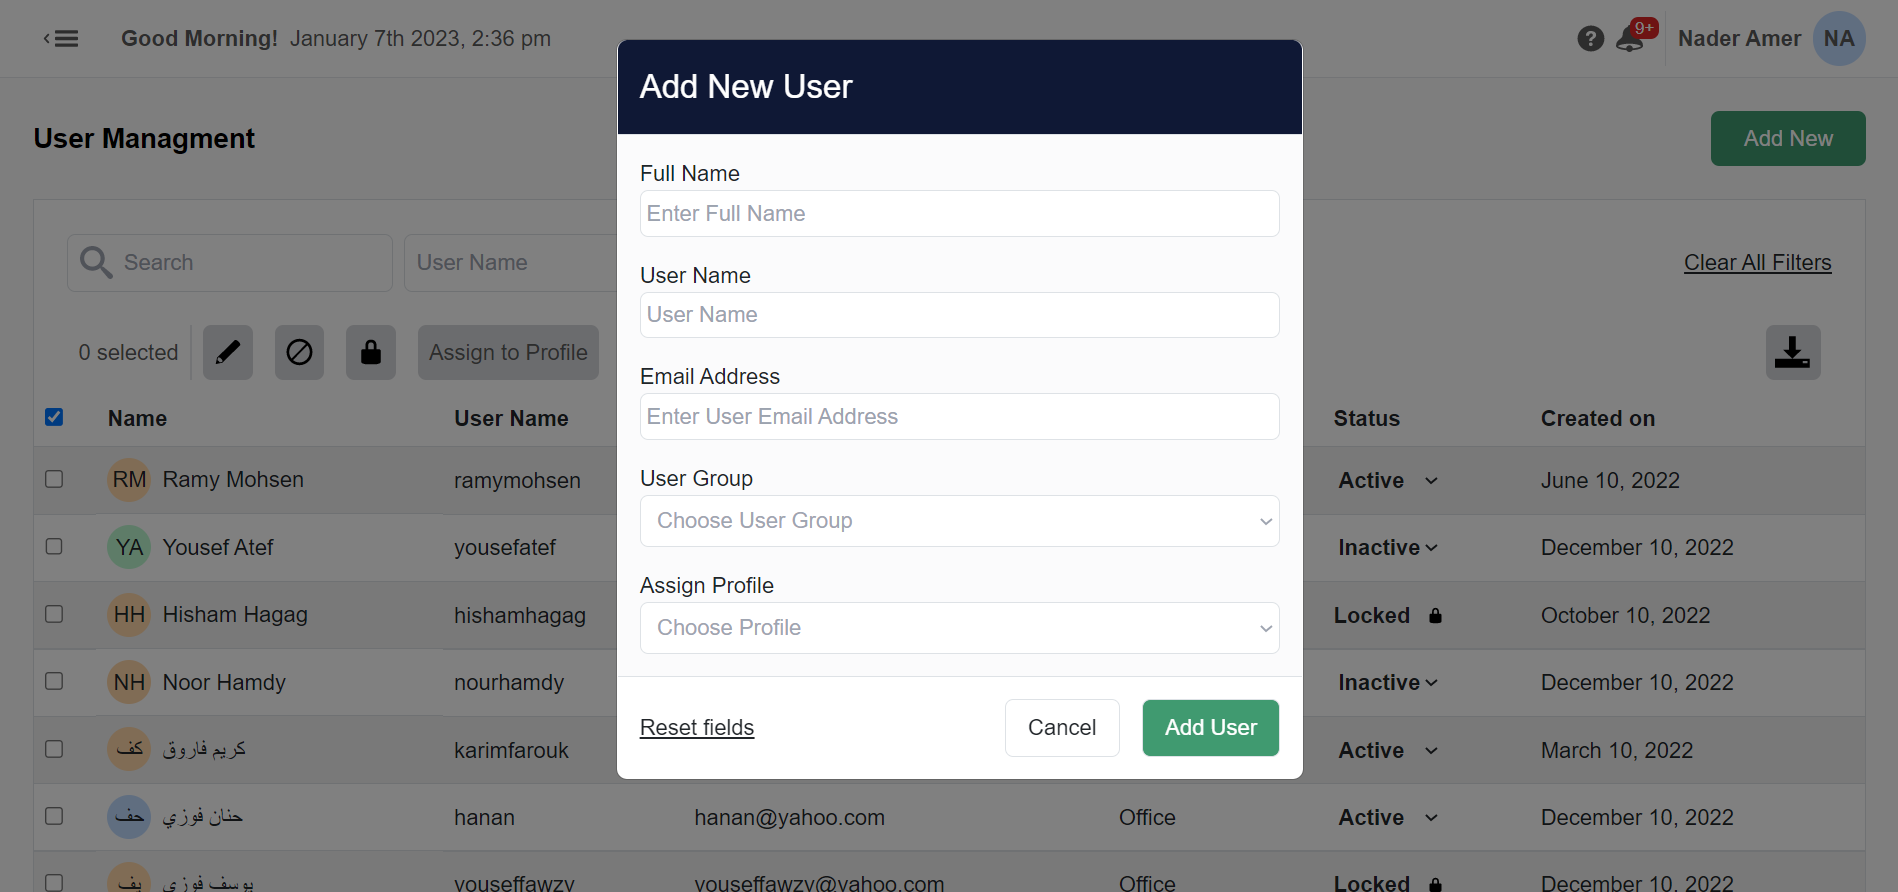 Good Morning! January 7th 2023, 2:36 pm
9+
Nader Amer NA
User Managment
Add New
Search
User Name
Clear All Filters
0 selected
Assign to Profile
Name User Name Status Created on
RM Ramy Mohsen ramymohsen Active June 10, 2022
YA Yousef Atef yousefatef Inactive December 10, 2022
HH Hisham Hagag hishamhagag Locked October 10, 2022
NH Noor Hamdy nourhamdy Inactive December 10, 2022
كف كريم فاروق karimfarouk Active March 10, 2022
حف حنان فوزي hanan hanan@yahoo.com Office Active December 10, 2022
يف يوسف فوزي youseffawzy youseffawzy@yahoo.com Office Locked December 10, 2022
Add New User
Full Name
Enter Full Name
User Name
User Name
Email Address
Enter User Email Address
User Group
Choose User Group
Assign Profile
Choose Profile
Reset fields
Cancel
Add User